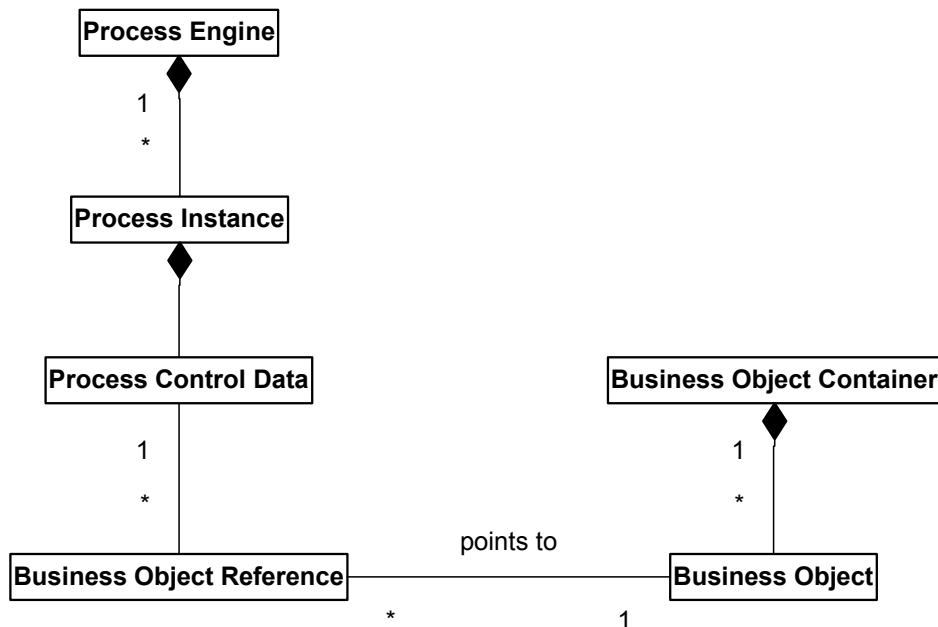 Process Engine
1
*
Process Instance
Process Control Data
Business Object Container
1
1
*
*
points to
Business Object Reference
Business Object
*
1